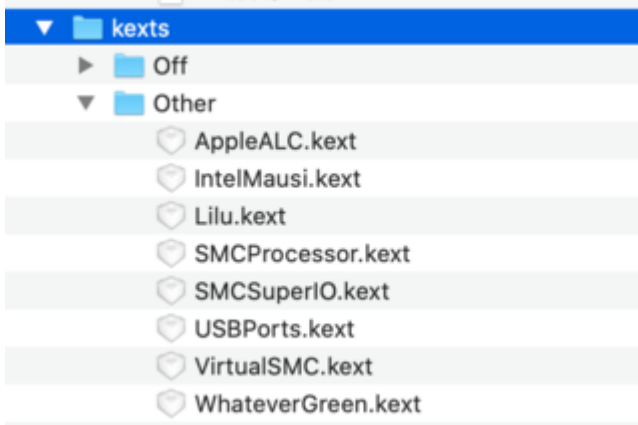 kexts
Off
Other
AppleALC.kext
IntelMausi.kext
Lilu.kext
SMCProcessor.kext
SMCSuperIO.kext
USBPorts.kext
VirtualSMC.kext
WhateverGreen.kext